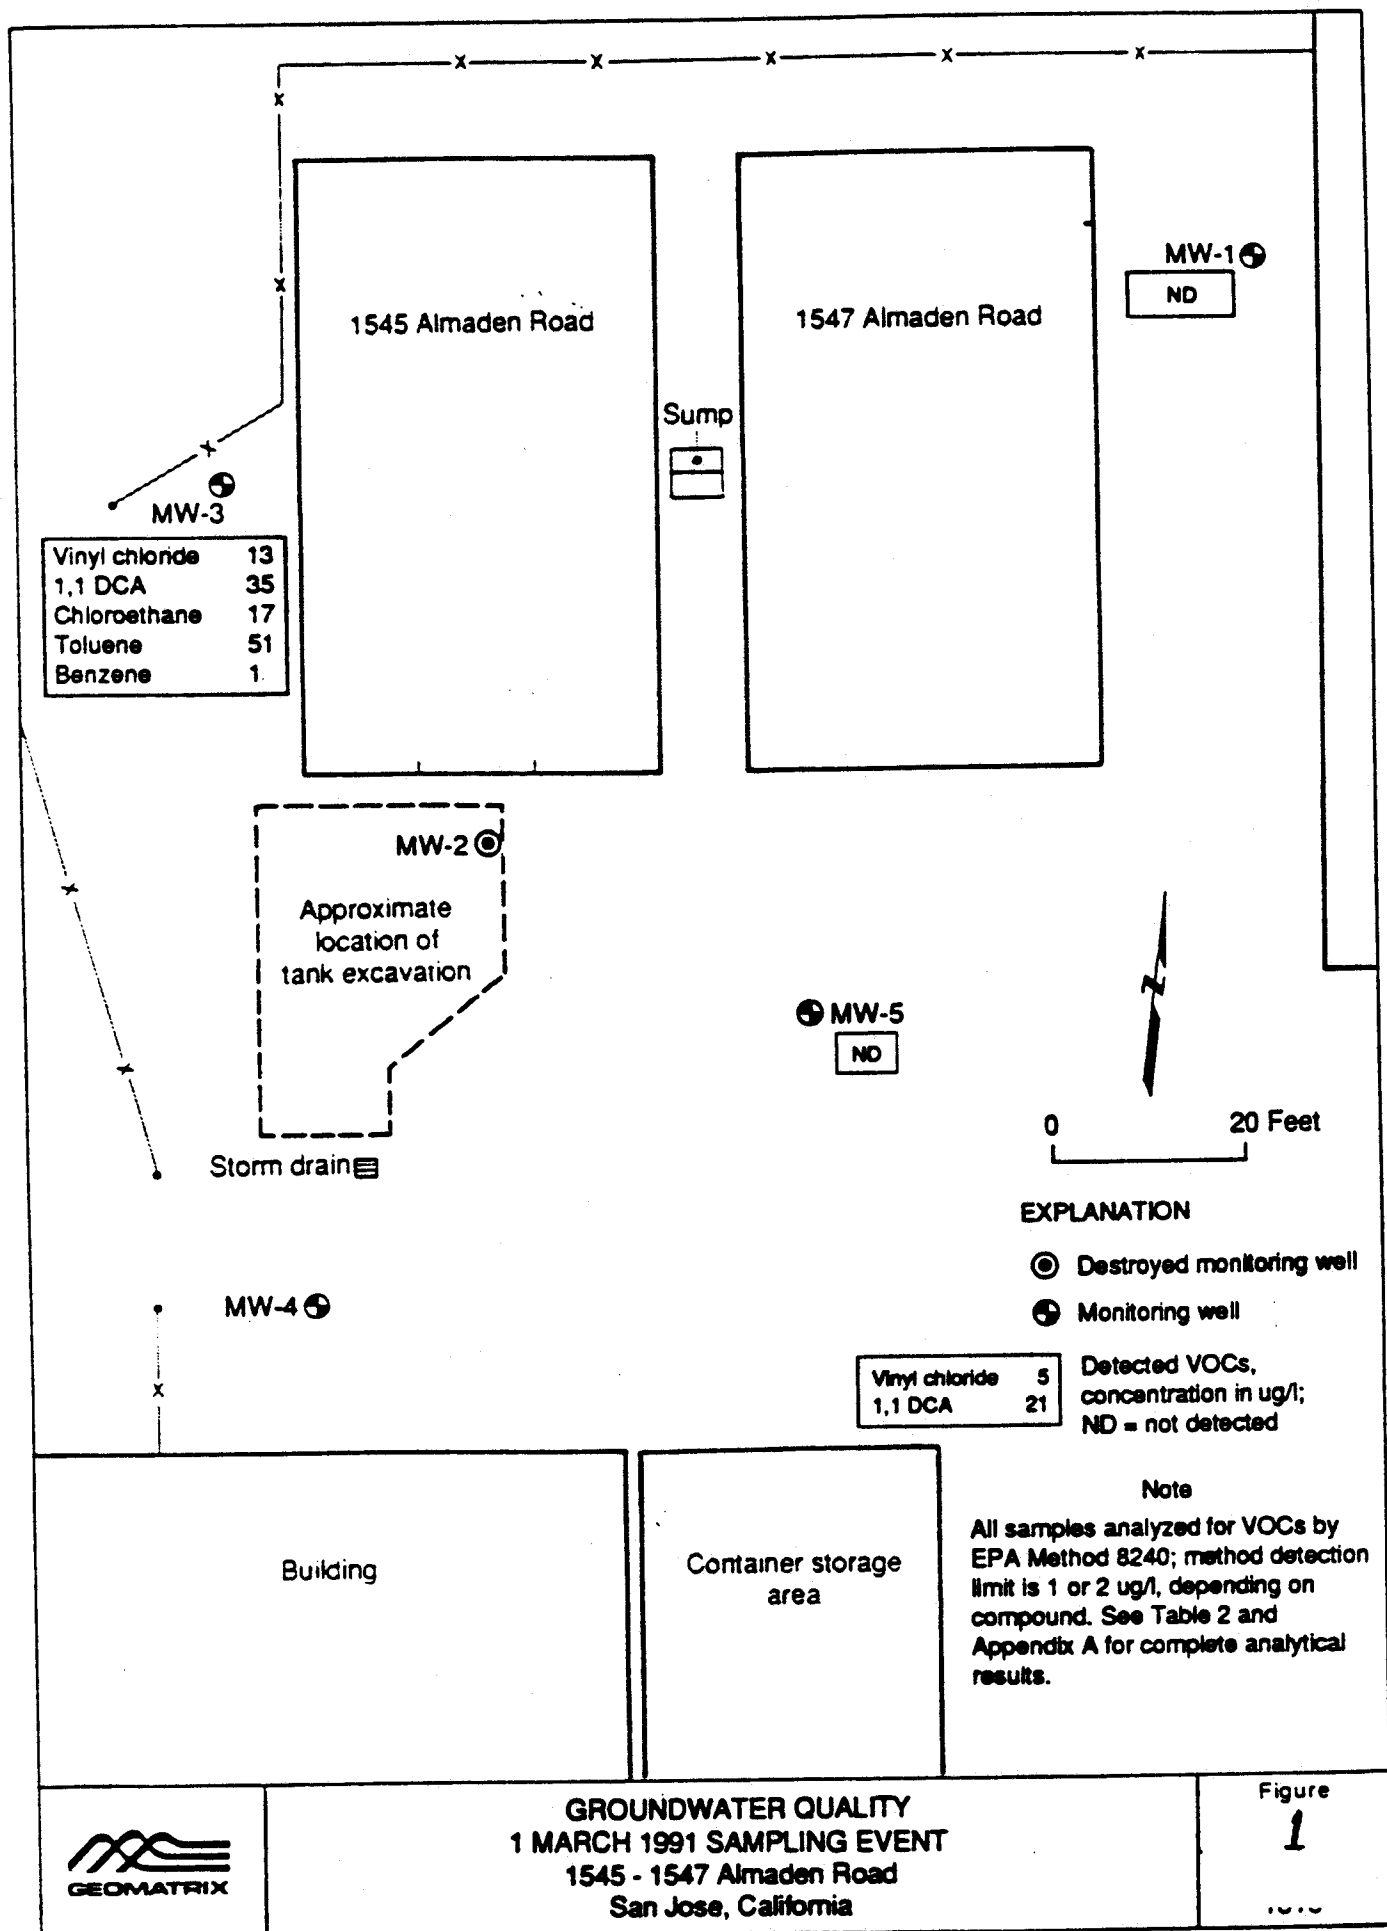 MW-1
ND
1545 Almaden Road
1547 Almaden Road
Sump
MW-3
Vinyl chloride 13
1,1 DCA 35
Chloroethane 17
Toluene 51
Benzene 1
MW-2
Approximate
location of
tank excavation
N
MW-5
ND
0 20 Feet
Storm drain
EXPLANATION
Destroyed monitoring well
MW-4
Monitoring well
Vinyl chloride 5
1,1 DCA 21
Detected VOCs,
concentration in ug/l;
ND = not detected
Note
All samples analyzed for VOCs by
EPA Method 8240; method detection
limit is 1 or 2 ug/l, depending on
compound. See Table 2 and
Appendix A for complete analytical
results.
Building
Container storage
area
GEOMATRIX
GROUNDWATER QUALITY
1 MARCH 1991 SAMPLING EVENT
1545 - 1547 Almaden Road
San Jose, California
Figure
1